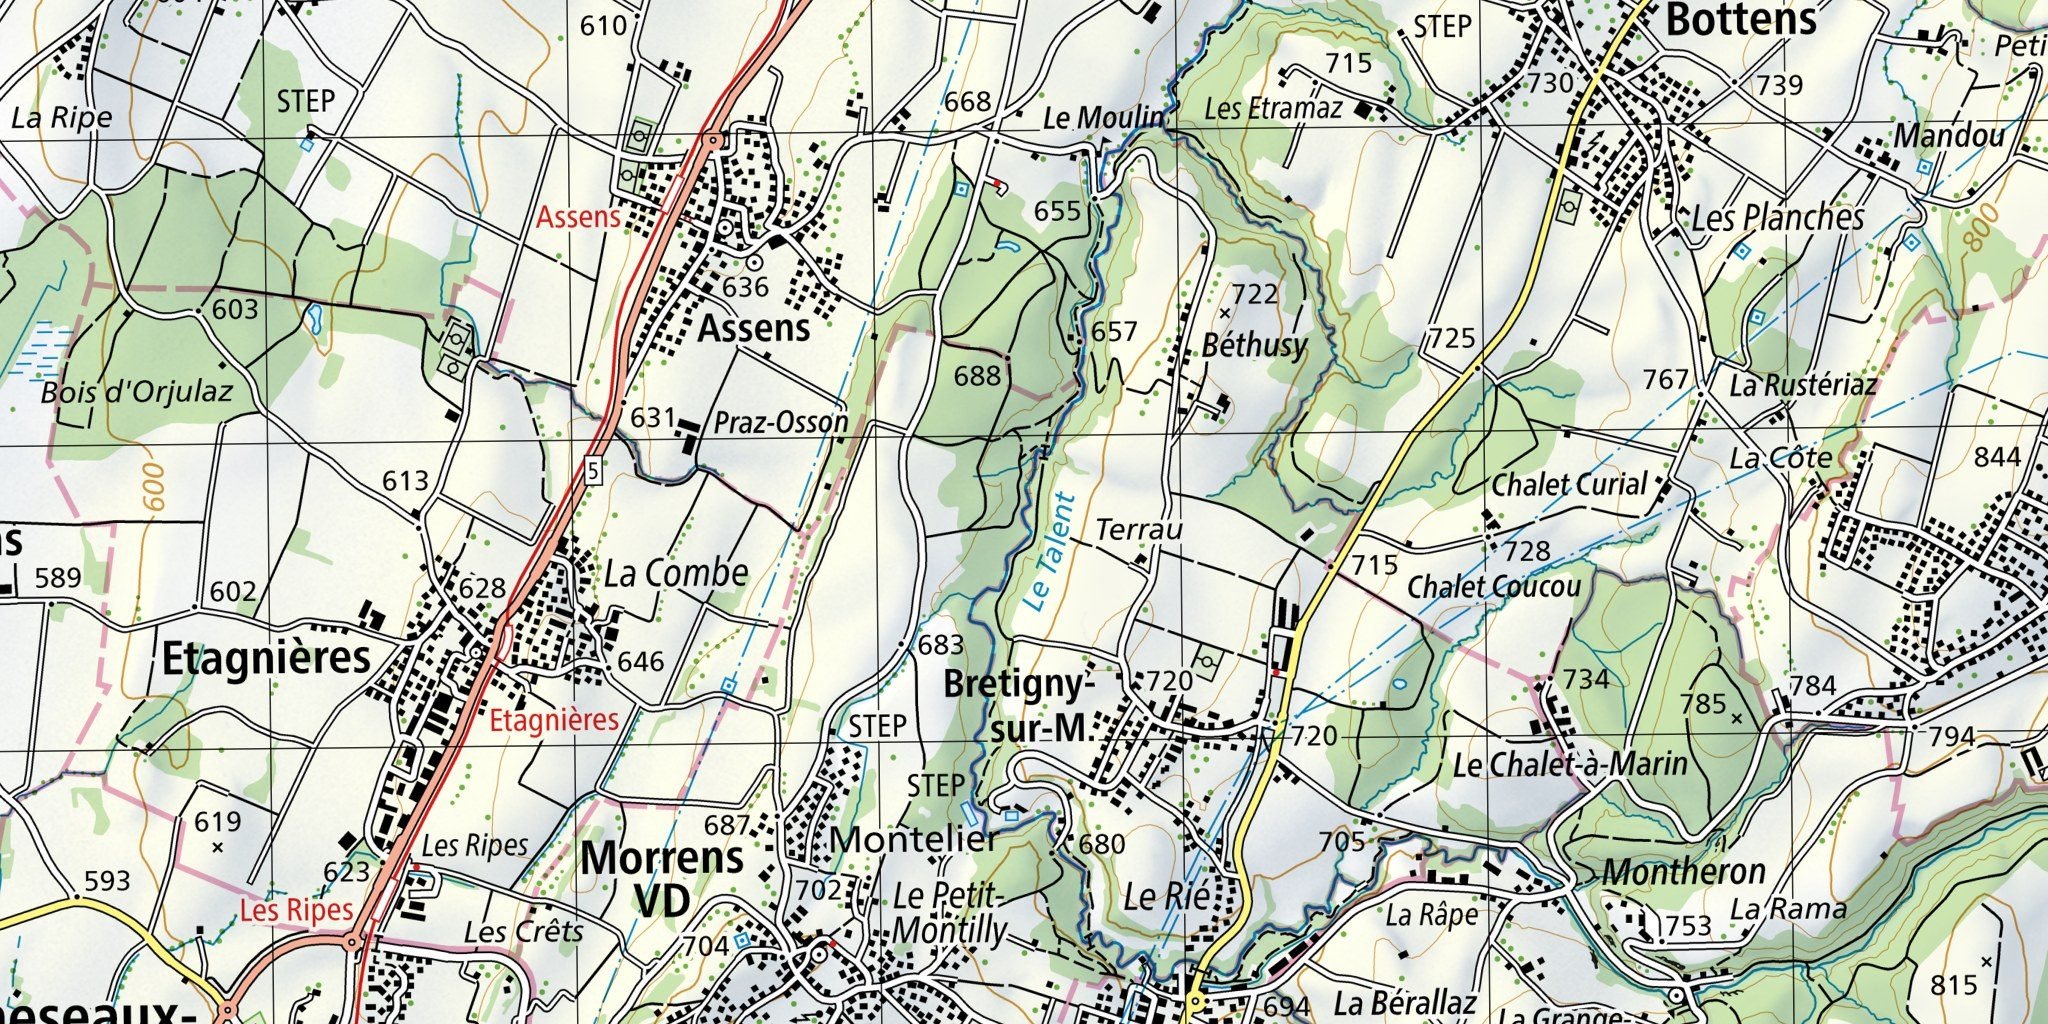 Bottens
610
STEP
Peti
715
730
739
STEP
668
Le Moulin
Les Etramaz
La Ripe
Mandou
Assens
655
Les Planches
800
636
722
603
Assens
657
Béthusy
725
688
767
La Rustériaz
Bois d'Orjulaz
631
Praz-Osson
La Côte
844
5
613
600
Chalet Curial
Le Talent
Terrau
728
715
589
602
628
La Combe
Chalet Coucou
Etagnières
646
683
Bretigny-
sur-M.
720
734
785
784
Etagnières
STEP
720
794
Le Chalet-à-Marin
STEP
619
687
Montelier
680
705
Les Ripes
Morrens
VD
623
593
702
Le Petit-
Montilly
Le Rié
Montheron
Les Ripes
La Râpe
La Rama
Les Crêts
704
753
815
694
La Bérallaz
La Grange-